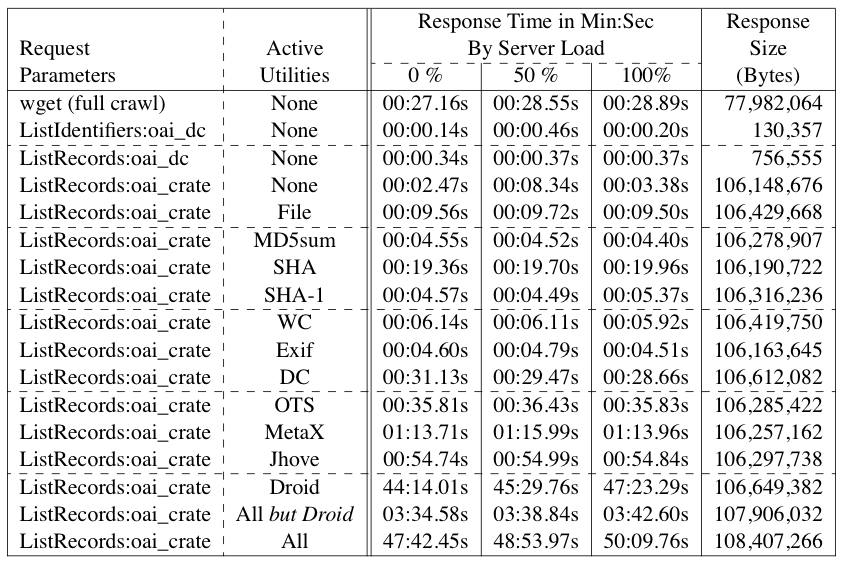 Response Time in Min:Sec Response
Request Active By Server Load Size
Parameters Utilities 0 % 50 % 100% (Bytes)
wget (full crawl) None 00:27.16s 00:28.55s 00:28.89s 77,982,064
ListIdentifiers:oai_dc None 00:00.14s 00:00.46s 00:00.20s 130,357
ListRecords:oai_dc None 00:00.34s 00:00.37s 00:00.37s 756,555
ListRecords:oai_crate None 00:02.47s 00:08.34s 00:03.38s 106,148,676
ListRecords:oai_crate File 00:09.56s 00:09.72s 00:09.50s 106,429,668
ListRecords:oai_crate MD5sum 00:04.55s 00:04.52s 00:04.40s 106,278,907
ListRecords:oai_crate SHA 00:19.36s 00:19.70s 00:19.96s 106,190,722
ListRecords:oai_crate SHA-1 00:04.57s 00:04.49s 00:05.37s 106,316,236
ListRecords:oai_crate WC 00:06.14s 00:06.11s 00:05.92s 106,419,750
ListRecords:oai_crate Exif 00:04.60s 00:04.79s 00:04.51s 106,163,645
ListRecords:oai_crate DC 00:31.13s 00:29.47s 00:28.66s 106,612,082
ListRecords:oai_crate OTS 00:35.81s 00:36.43s 00:35.83s 106,285,422
ListRecords:oai_crate MetaX 01:13.71s 01:15.99s 01:13.96s 106,257,162
ListRecords:oai_crate Jhove 00:54.74s 00:54.99s 00:54.84s 106,297,738
ListRecords:oai_crate Droid 44:14.01s 45:29.76s 47:23.29s 106,649,382
ListRecords:oai_crate All but Droid 03:34.58s 03:38.84s 03:42.60s 107,906,032
ListRecords:oai_crate All 47:42.45s 48:53.97s 50:09.76s 108,407,266